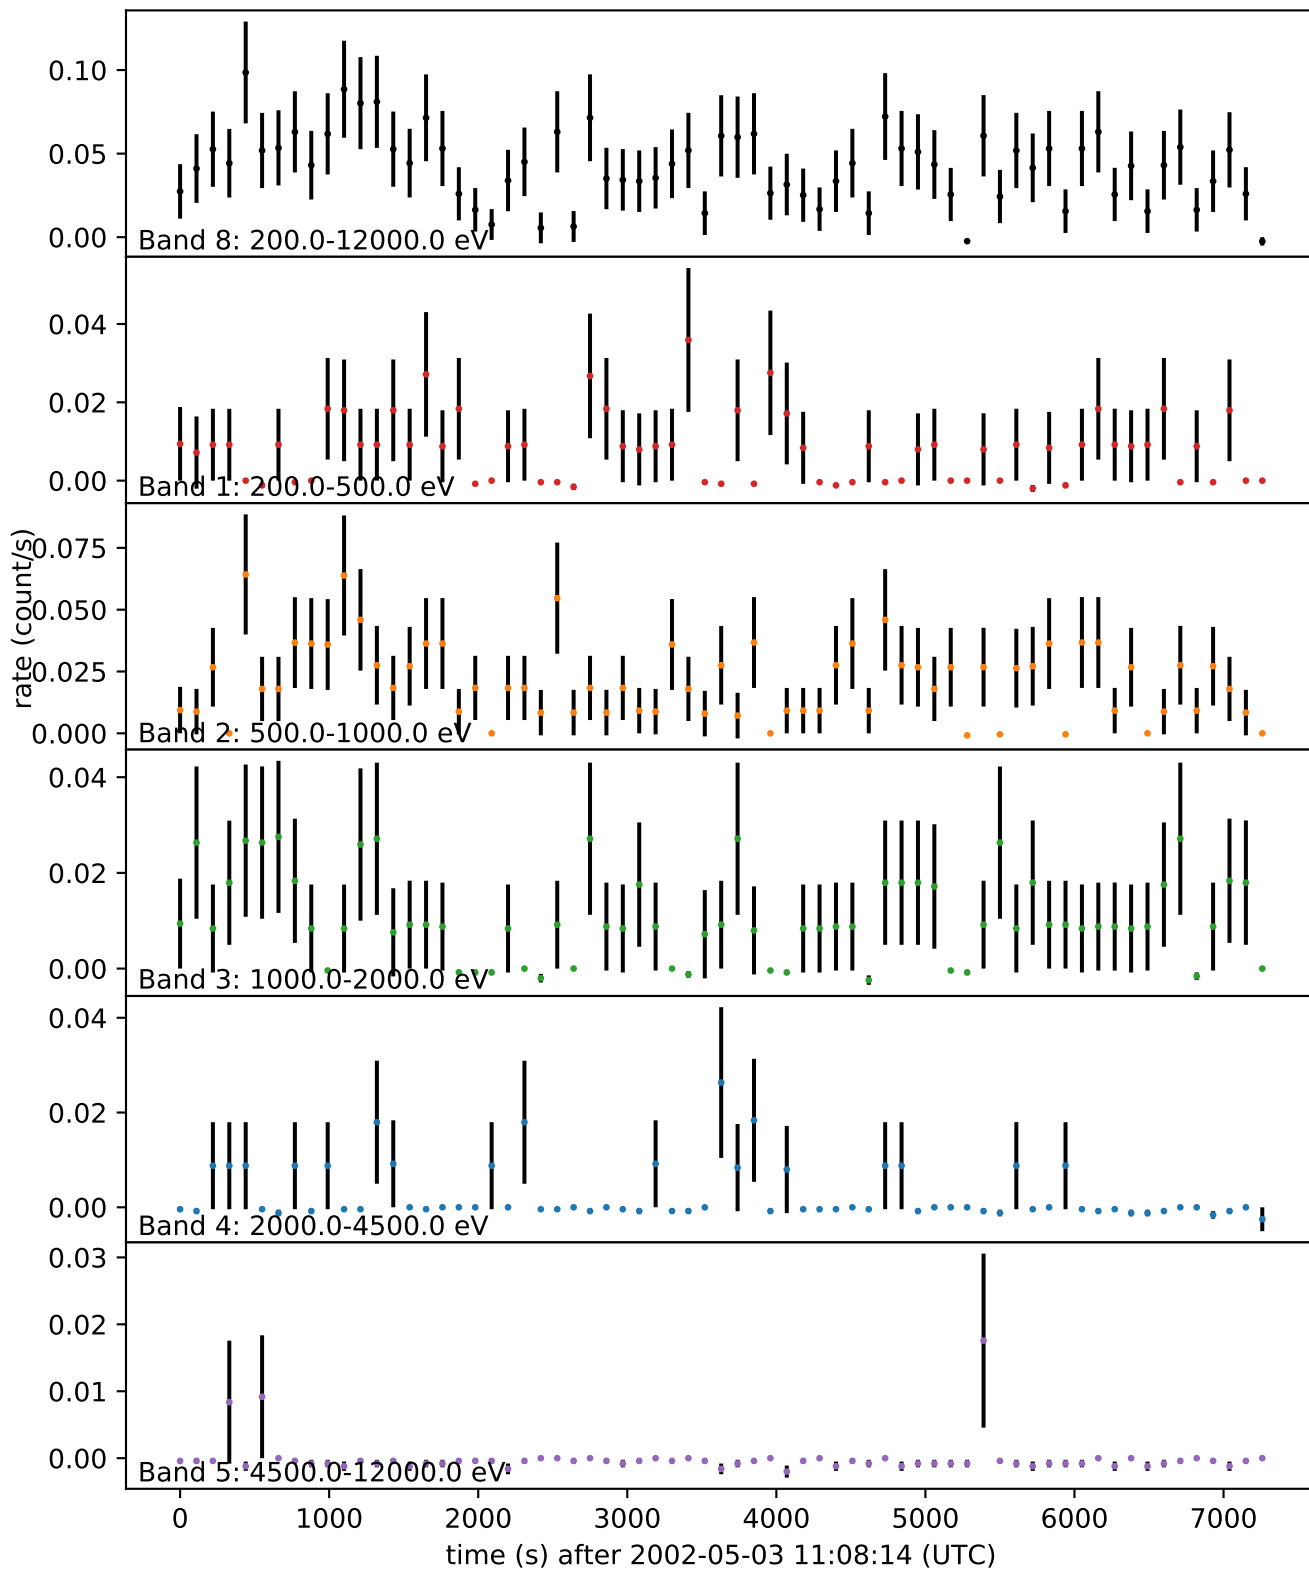 0.10
0.05
0.00
Band 8: 200.0-12000.0 eV
0.04
0.02
0.00
Band 1: 200.0-500.0 eV
rate (count/s)
0.075
0.050
0.025
0.000
Band 2: 500.0-1000.0 eV
0.04
0.02
0.00
Band 3: 1000.0-2000.0 eV
0.04
0.02
0.00
Band 4: 2000.0-4500.0 eV
0.03
0.02
0.01
0.00
Band 5: 4500.0-12000.0 eV
0 1000 2000 3000 4000 5000 6000 7000
time (s) after 2002-05-03 11:08:14 (UTC)